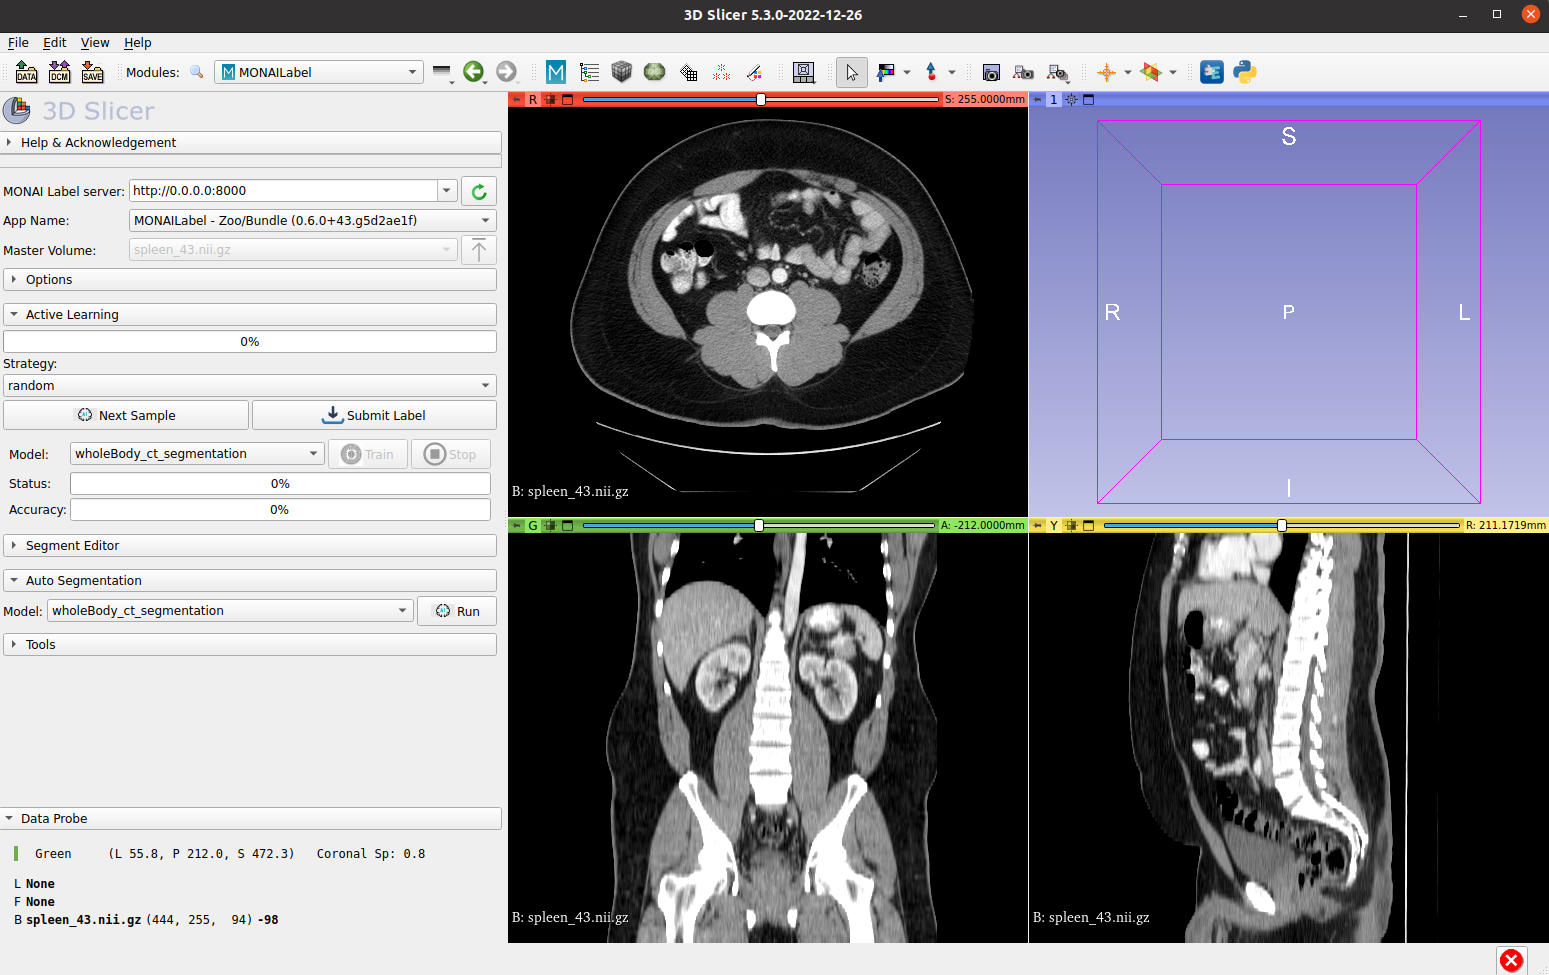 3D Slicer 5.3.0-2022-12-26
File Edit View Help
DATA DCM SAVE Modules: M MONAILabel M
3D Slicer
Help & Acknowledgement
MONAI Label server: http://0.0.0.0:8000
App Name: MONAILabel - Zoo/Bundle (0.6.0+43.g5d2ae1f)
Master Volume: spleen_43.nii.gz
Options
Active Learning
0%
Strategy:
random
Next Sample Submit Label
Model: wholeBody_ct_segmentation Train Stop
Status: 0%
Accuracy: 0%
Segment Editor
Auto Segmentation
Model: wholeBody_ct_segmentation Run
Tools
Data Probe
Green (L 55.8, P 212.0, S 472.3) Coronal Sp: 0.8
L None
F None
B spleen_43.nii.gz (444, 255, 94) -98
R S: 255.0000mm
B: spleen_43.nii.gz
1
S
R P L
I
G A: -212.0000mm
B: spleen_43.nii.gz
Y R: 211.1719mm
B: spleen_43.nii.gz